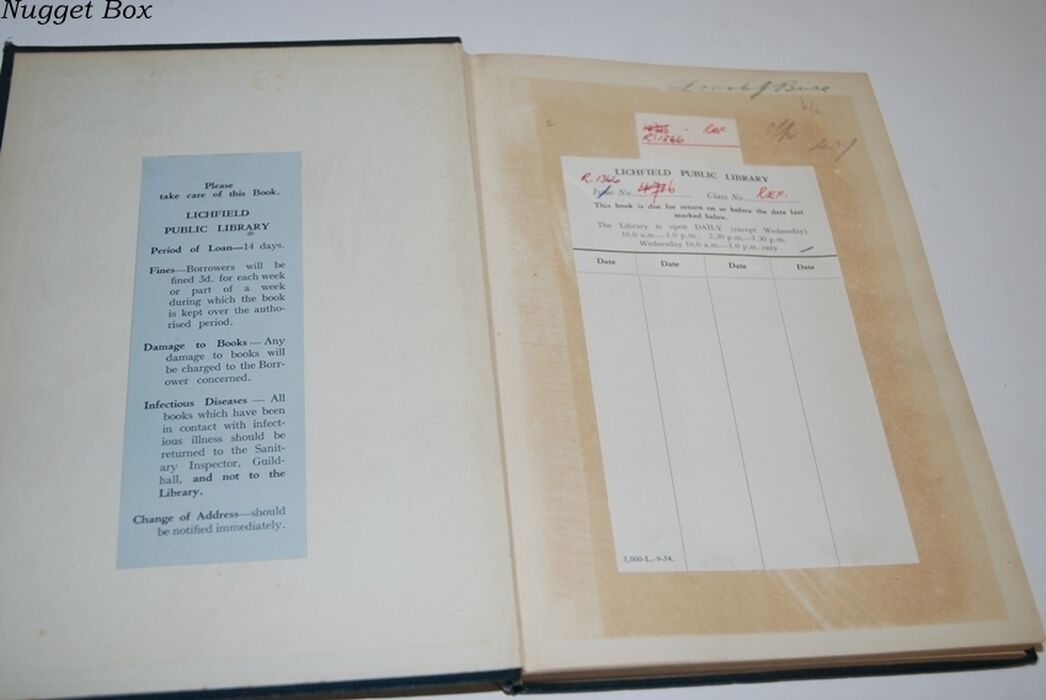 Nugget Box
Please
take care of this Book.
LICHFIELD
PUBLIC LIBRARY
Period of Loan—14 days.
Fines—Borrowers will be
fined 3d. for each week
or part of a week
during which the book
is kept over the autho-
rised period.
Damage to Books—Any
damage to books will
be charged to the Borr-
ower concerned.
Infectious Diseases — All
books which have been
in contact with infect-
ious illness should be
returned to the Sanit-
ary Inspector, Guild-
hall, and not to the
Library.
Change of Address—should
be notified immediately.
R.1366
LICHFIELD PUBLIC LIBRARY
R.1366
No. Class No.
This book is due for return on or before the date last
marked below.
The Library is open DAILY (except Wednesday)
10.0 a.m.—1.0 p.m.; 2.30 p.m.—7.30 p.m.
Wednesday 10.0 a.m.—1.0 p.m. only
Date Date Date Date
3,000-L.-9-54.